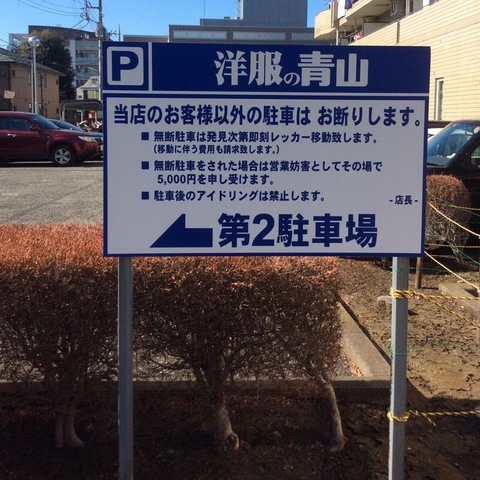 P 洋服の青山
当店のお客様以外の駐車は お断りします。
■ 無断駐車は発見次第即刻レッカー移動致します。
(移動に伴う費用も請求致します。)
■ 無断駐車をされた場合は営業妨害としてその場で
5,000円を申し受けます。
■ 駐車後のアイドリングは禁止します。
- 店長 -
第2駐車場